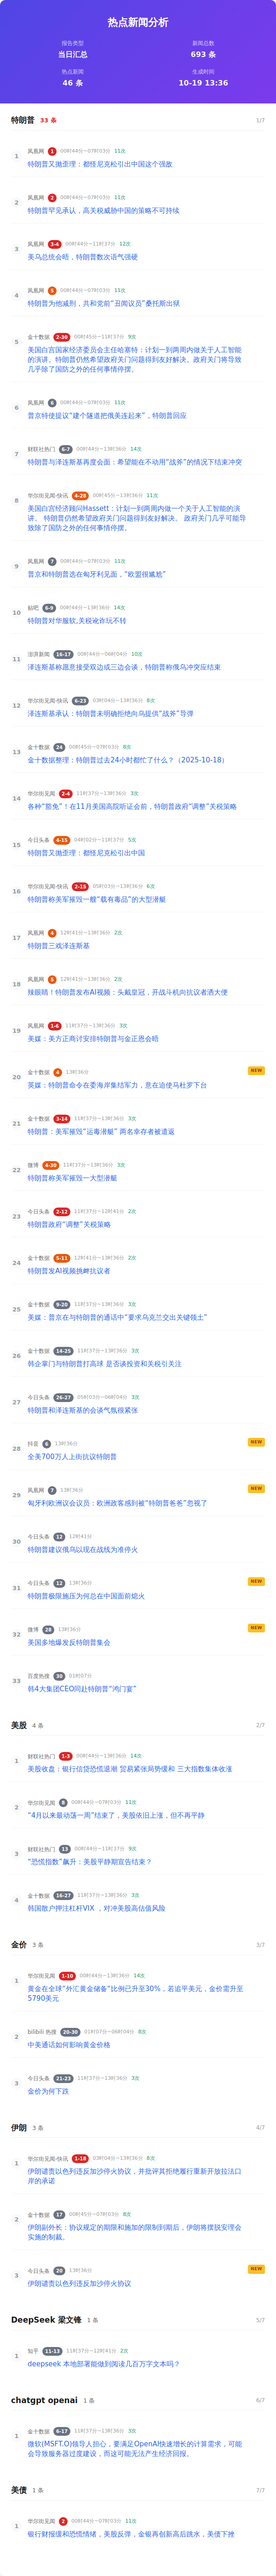 热点新闻分析
报告类型
当日汇总
新闻总数
693 条
热点新闻
46 条
生成时间
10-19 13:36
特朗普 33 条 1/7
1 凤凰网 1 00时44分~07时03分 11次
特朗普又抛歪理：都怪尼克松引出中国这个强敌
2 凤凰网 2 00时44分~07时03分 11次
特朗普罕见承认，高关税威胁中国的策略不可持续
3 凤凰网 3-4 00时44分~11时37分 12次
美乌总统会晤，特朗普数次语气强硬
4 凤凰网 5 00时44分~07时03分 11次
特朗普为他减刑，共和党前“丑闻议员”桑托斯出狱
5 金十数据 2-30 00时45分~11时37分 9次
美国白宫国家经济委员会主任哈塞特：计划一到两周内做关于人工智能
的演讲。特朗普仍然希望政府关门问题得到友好解决。政府关门将导致
几乎除了国防之外的任何事情停摆。
6 凤凰网 6 00时44分~07时03分 11次
普京特使提议“建个隧道把俄美连起来”，特朗普回应
7 财联社热门 6-7 00时44分~13时36分 14次
特朗普与泽连斯基再度会面：希望能在不动用“战斧”的情况下结束冲突
8 华尔街见闻-快讯 4-28 00时45分~13时36分 11次
美国白宫经济顾问Hassett：计划一到两周内做一个关于人工智能的演
讲。 特朗普仍然希望政府关门问题得到友好解决。 政府关门几乎可能导
致除了国防之外的任何事情停摆。
9 凤凰网 7 00时44分~07时03分 11次
普京和特朗普选在匈牙利见面，“欧盟很尴尬”
10 贴吧 6-9 00时44分~13时36分 14次
特朗普对华服软,关税讹诈玩不转
11 澎湃新闻 16-17 00时44分~06时04分 10次
泽连斯基称愿意接受双边或三边会谈，特朗普称俄乌冲突应结束
12 华尔街见闻-快讯 6-23 03时04分~13时36分 8次
泽连斯基承认：特朗普未明确拒绝向乌提供“战斧”导弹
13 金十数据 24 00时45分~07时03分 8次
金十数据整理：特朗普过去24小时都忙了什么？（2025-10-18）
14 华尔街见闻 2-4 11时37分~13时36分 3次
各种“豁免”！在11月美国高院听证会前，特朗普政府“调整”关税策略
15 今日头条 4-15 04时02分~11时37分 5次
特朗普又抛歪理：都怪尼克松引出中国
16 华尔街见闻-快讯 2-15 05时03分~13时36分 6次
特朗普称美军摧毁一艘“载有毒品”的大型潜艇
17 凤凰网 4 12时41分~13时36分 2次
特朗普三戏泽连斯基
18 凤凰网 5 12时41分~13时36分 2次
辣眼睛！特朗普发布AI视频：头戴皇冠，开战斗机向抗议者洒大便
19 凤凰网 1-6 11时37分~13时36分 3次
美媒：美方正商讨安排特朗普与金正恩会晤
20 金十数据 4 13时36分 NEW
英媒：特朗普命令在委海岸集结军力，意在迫使马杜罗下台
21 金十数据 3-14 11时37分~13时36分 3次
特朗普：美军摧毁“运毒潜艇” 两名幸存者被遣返
22 微博 4-30 11时37分~13时36分 3次
特朗普称美军摧毁一大型潜艇
23 今日头条 2-12 11时37分~12时41分 2次
特朗普政府“调整”关税策略
24 金十数据 5-11 12时41分~13时36分 2次
特朗普发AI视频挑衅抗议者
25 金十数据 9-20 11时37分~13时36分 3次
美媒：普京在与特朗普的通话中“要求乌克兰交出关键领土”
26 金十数据 14-25 11时37分~13时36分 3次
韩企掌门与特朗普打高球 是否谈投资和关税引关注
27 今日头条 26-27 05时03分~06时04分 3次
特朗普和泽连斯基的会谈气氛很紧张
28 抖音 6 13时36分 NEW
全美700万人上街抗议特朗普
29 凤凰网 7 13时36分 NEW
匈牙利欧洲议会议员：欧洲政客感到被“特朗普爸爸”忽视了
30 今日头条 12 12时41分
特朗普建议俄乌以现在战线为准停火
31 今日头条 12 13时36分 NEW
特朗普极限施压为何总在中国面前熄火
32 微博 28 13时36分 NEW
美国多地爆发反特朗普集会
33 百度热搜 30 01时07分
韩4大集团CEO同赴特朗普“鸿门宴”
美股 4 条 2/7
1 财联社热门 1-3 00时44分~13时36分 14次
美股收盘：银行信贷恐慌退潮 贸易紧张局势缓和 三大指数集体收涨
2 华尔街见闻 8 00时44分~07时03分 11次
“4月以来最动荡一周”结束了，美股依旧上涨，但不再平静
3 财联社热门 13 00时44分~11时37分 9次
“恐慌指数”飙升：美股平静期宣告结束？
4 金十数据 16-27 11时37分~13时36分 3次
韩国散户押注杠杆VIX ，对冲美股高估值风险
金价 3 条 3/7
1 华尔街见闻 1-10 00时44分~13时36分 14次
黄金在全球“外汇黄金储备”比例已升至30%，若追平美元，金价需升至
5790美元
2 bilibili 热搜 20-30 01时07分~06时04分 8次
中美通话如何影响黄金价格
3 今日头条 21-23 11时37分~13时36分 3次
金价为何下跌
伊朗 3 条 4/7
1 华尔街见闻-快讯 1-18 03时04分~13时36分 8次
伊朗谴责以色列违反加沙停火协议，并批评其拒绝履行重新开放拉法口
岸的承诺
2 金十数据 17 00时45分~07时03分 8次
伊朗副外长：协议规定的期限和施加的限制到期后，伊朗将摆脱安理会
实施的制裁。
3 今日头条 20 13时36分 NEW
伊朗谴责以色列违反加沙停火协议
DeepSeek 梁文锋 1 条 5/7
1 知乎 11-13 11时37分~12时41分 2次
deepseek 本地部署能做到阅读几百万字文本吗？
chatgpt openai 1 条 6/7
1 金十数据 6-17 11时37分~13时36分 3次
微软(MSFT.O)领导人担心，要满足OpenAI快速增长的计算需求，可能
会导致服务器过度建设，而这可能无法产生经济回报。
美债 1 条 7/7
1 华尔街见闻 2 00时44分~07时03分 11次
银行财报缓和恐慌情绪，美股反弹，金银再创新高后跳水，美债下挫